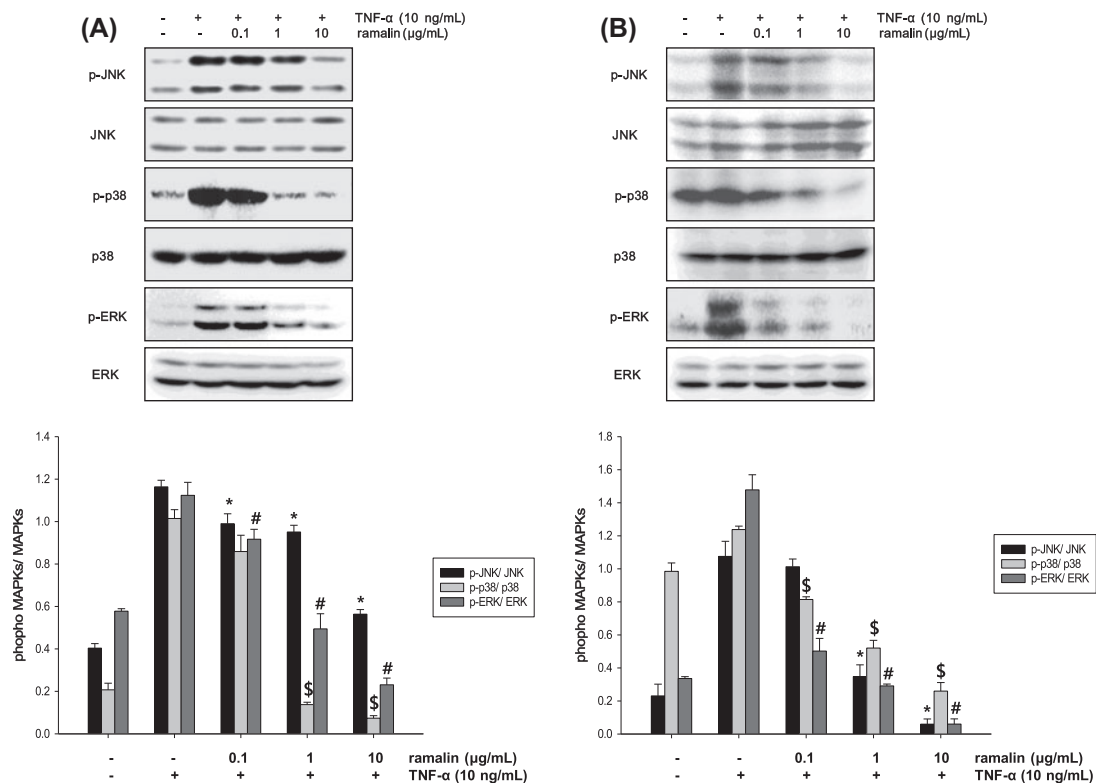 (A)
- + + + + TNF-α (10 ng/mL)
- - 0.1 1 10 ramalin (μg/mL)
p-JNK
JNK
p-p38
p38
p-ERK
ERK
phopho MAPKs/ MAPKs
1.4
1.2
1.0
0.8
0.6
0.4
0.2
0.0
* # * # $ * $ #
p-JNK/ JNK
p-p38/ p38
p-ERK/ ERK
- - 0.1 1 10 ramalin (μg/mL)
- + + + + TNF-α (10 ng/mL)
(B)
- + + + + TNF-α (10 ng/mL)
- - 0.1 1 10 ramalin (μg/mL)
p-JNK
JNK
p-p38
p38
p-ERK
ERK
phopho MAPKs/ MAPKs
1.8
1.6
1.4
1.2
1.0
0.8
0.6
0.4
0.2
0.0
$ # * $ # * $ #
p-JNK/ JNK
p-p38/ p38
p-ERK/ ERK
- - 0.1 1 10 ramalin (μg/mL)
- + + + + TNF-α (10 ng/mL)